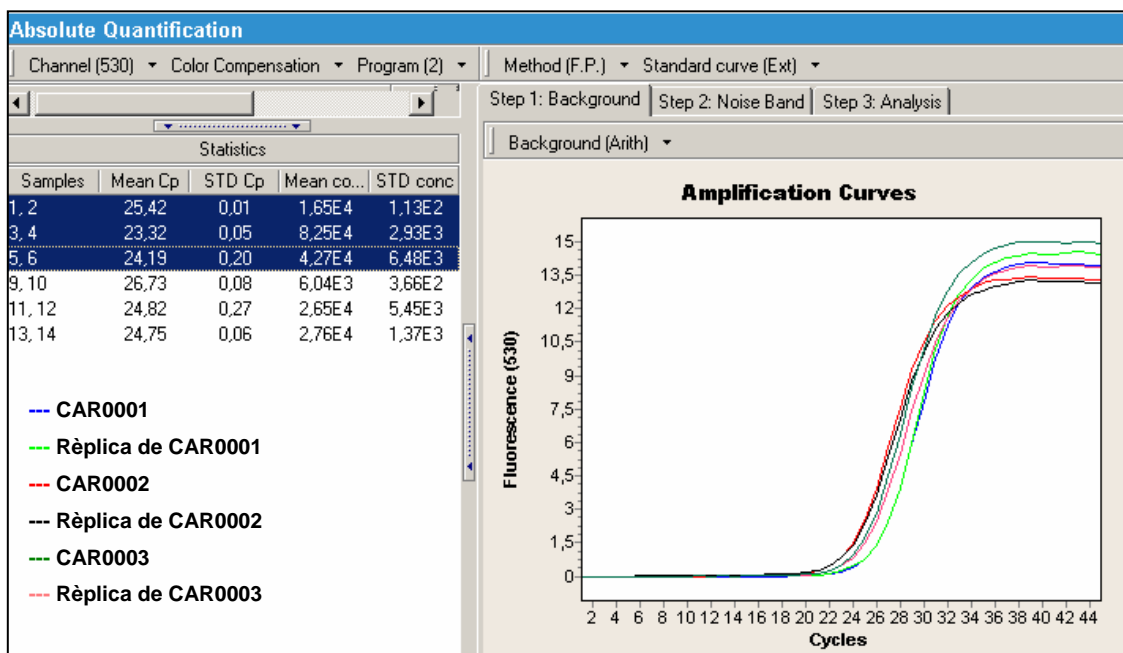 Absolute Quantification
Channel (530) Color Compensation Program (2) Method (F.P.) Standard curve (Ext)
Step 1: Background Step 2: Noise Band Step 3: Analysis
Background (Arith)
Statistics
Samples Mean Cp STD Cp Mean co... STD conc
1, 2 25,42 0,01 1,65E4 1,13E2
3, 4 23,32 0,05 8,25E4 2,93E3
5, 6 24,19 0,20 4,27E4 6,48E3
9, 10 26,73 0,08 6,04E3 3,66E2
11, 12 24,82 0,27 2,65E4 5,45E3
13, 14 24,75 0,06 2,76E4 1,37E3
--- CAR0001
--- Rèplica de CAR0001
--- CAR0002
--- Rèplica de CAR0002
--- CAR0003
--- Rèplica de CAR0003
Amplification Curves
Fluorescence (530)
15
13,5
12
10,5
9
7,5
6
4,5
3
1,5
0
2 4 6 8 10 12 14 16 18 20 22 24 26 28 30 32 34 36 38 40 42 44
Cycles